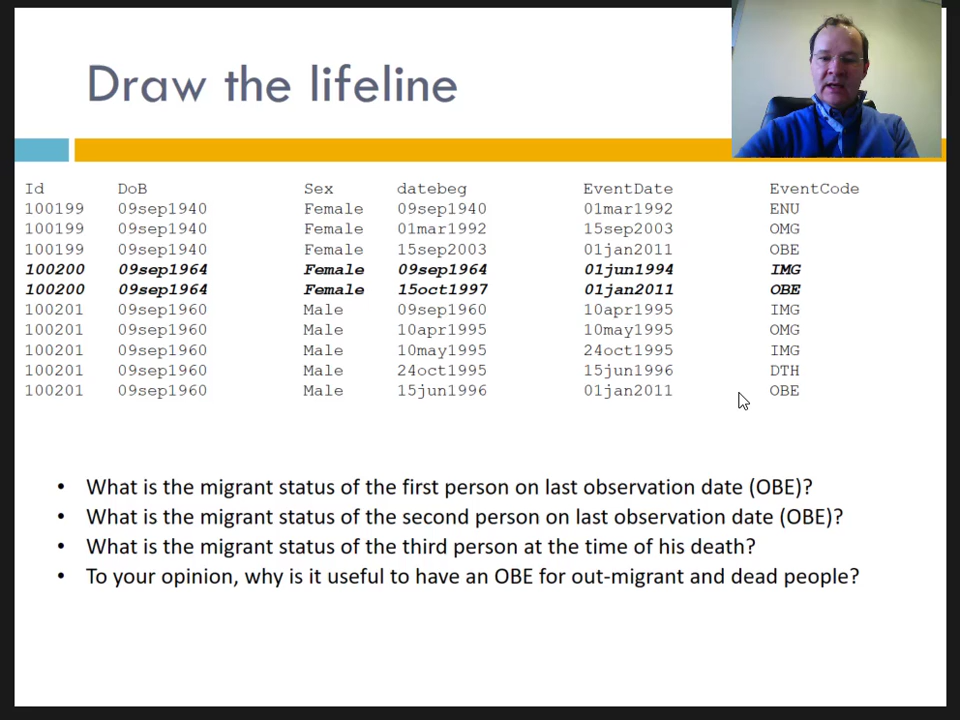 Draw the lifeline
Id DoB Sex datebeg EventDate EventCode
100199 09sep1940 Female 09sep1940 01mar1992 ENU
100199 09sep1940 Female 01mar1992 15sep2003 OMG
100199 09sep1940 Female 15sep2003 01jan2011 OBE
100200 09sep1964 Female 09sep1964 01jun1994 IMG
100200 09sep1964 Female 15oct1997 01jan2011 OBE
100201 09sep1960 Male 09sep1960 10apr1995 IMG
100201 09sep1960 Male 10apr1995 10may1995 OMG
100201 09sep1960 Male 10may1995 24oct1995 IMG
100201 09sep1960 Male 24oct1995 15jun1996 DTH
100201 09sep1960 Male 15jun1996 01jan2011 OBE
• What is the migrant status of the first person on last observation date (OBE)?
• What is the migrant status of the second person on last observation date (OBE)?
• What is the migrant status of the third person at the time of his death?
• To your opinion, why is it useful to have an OBE for out-migrant and dead people?